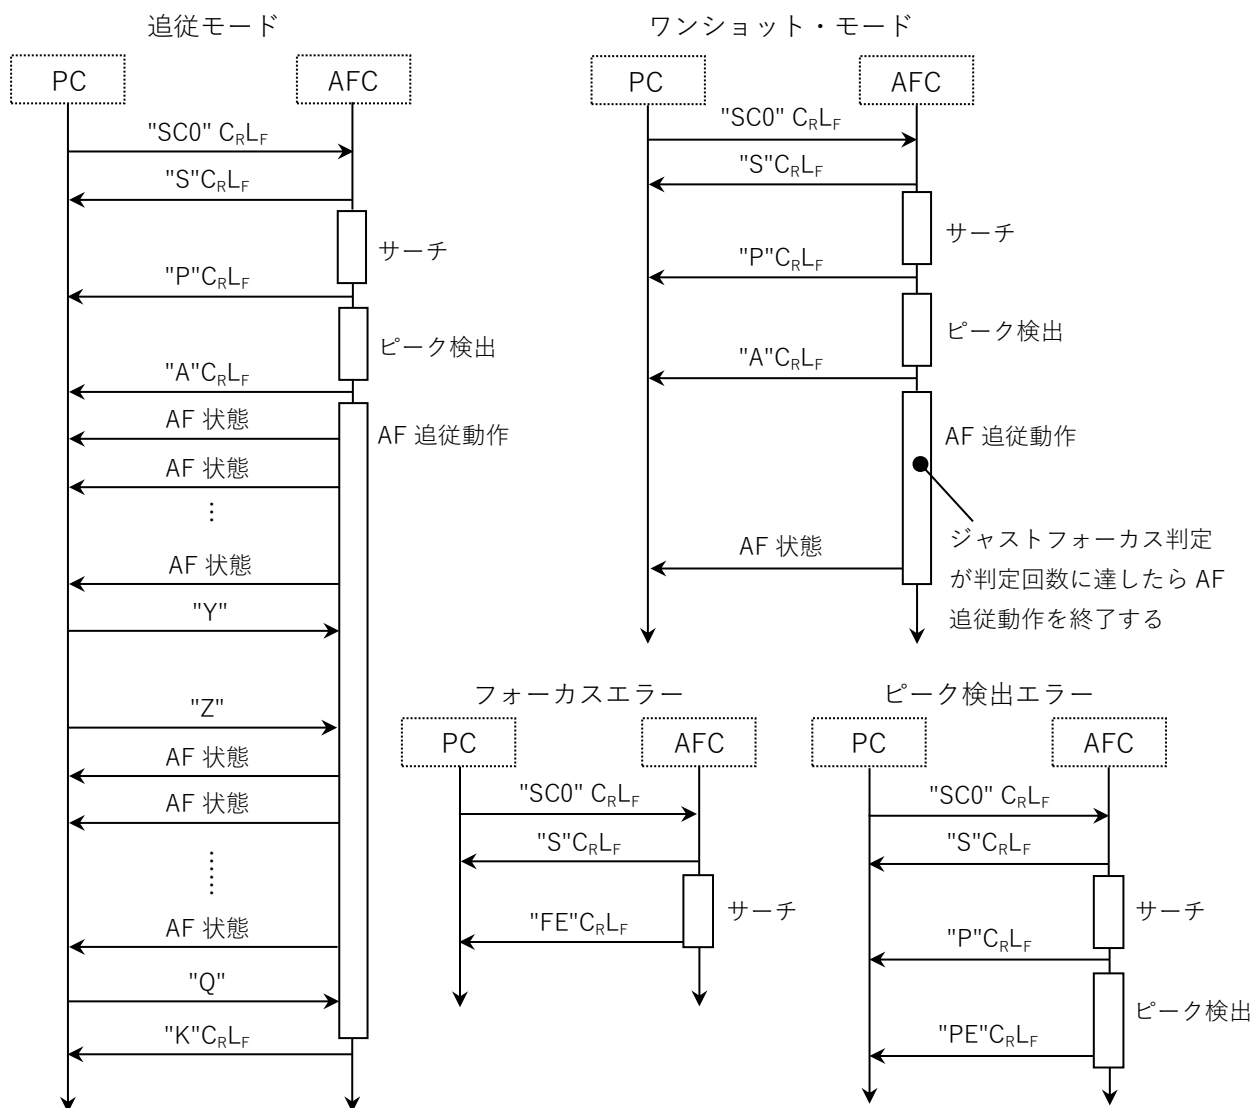 追従モード
PC
AFC
"SC0" CRLF
"S"CRLF
サーチ
"P"CRLF
ピーク検出
"A"CRLF
AF 状態
AF 追従動作
AF 状態
⋮
AF 状態
"Y"
"Z"
AF 状態
AF 状態
⋮
AF 状態
"Q"
"K"CRLF
ワンショット・モード
PC
AFC
"SC0" CRLF
"S"CRLF
サーチ
"P"CRLF
ピーク検出
"A"CRLF
AF 追従動作
ジャストフォーカス判定
が判定回数に達したら AF
追従動作を終了する
AF 状態
フォーカスエラー
PC
AFC
"SC0" CRLF
"S"CRLF
サーチ
"FE"CRLF
ピーク検出エラー
PC
AFC
"SC0" CRLF
"S"CRLF
サーチ
"P"CRLF
ピーク検出
"PE"CRLF